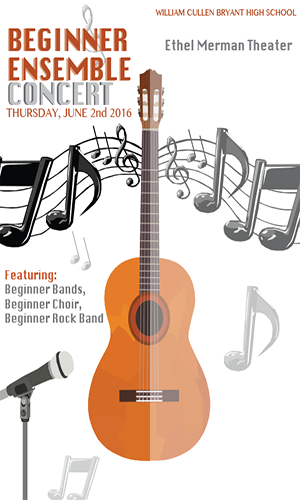 WILLIAM CULLEN BRYANT HIGH SCHOOL
BEGINNER
ENSEMBLE
CONCERT
THURSDAY, JUNE 2nd 2016
Ethel Merman Theater
Featuring:
Beginner Bands,
Beginner Choir,
Beginner Rock Band